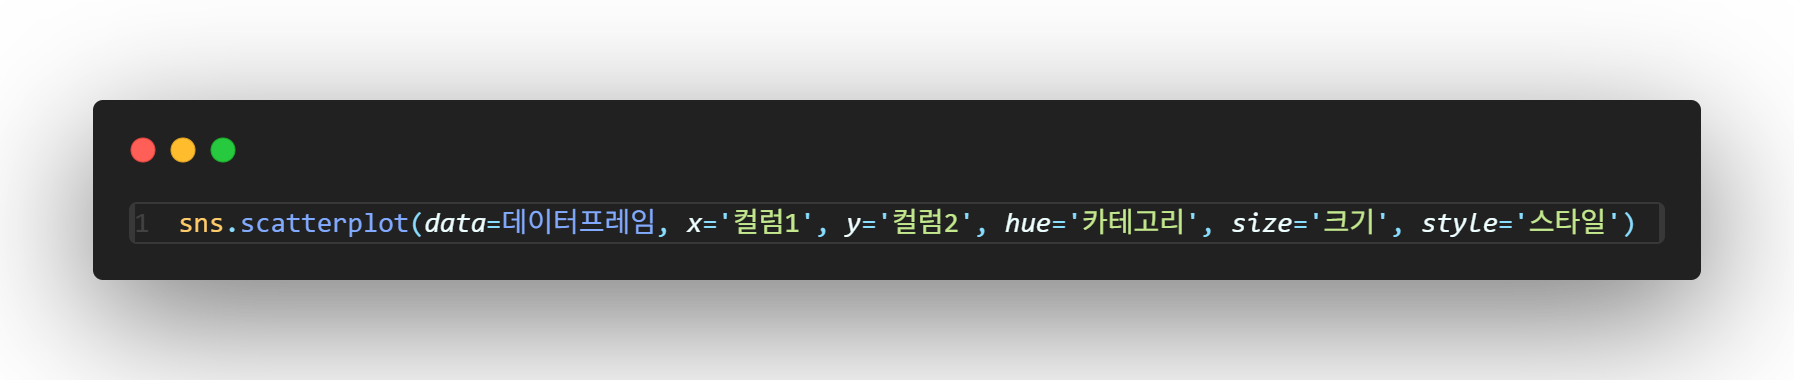 1 sns.scatterplot(data=데이터프레임, x='컬럼1', y='컬럼2', hue='카테고리', size='크기', style='스타일')